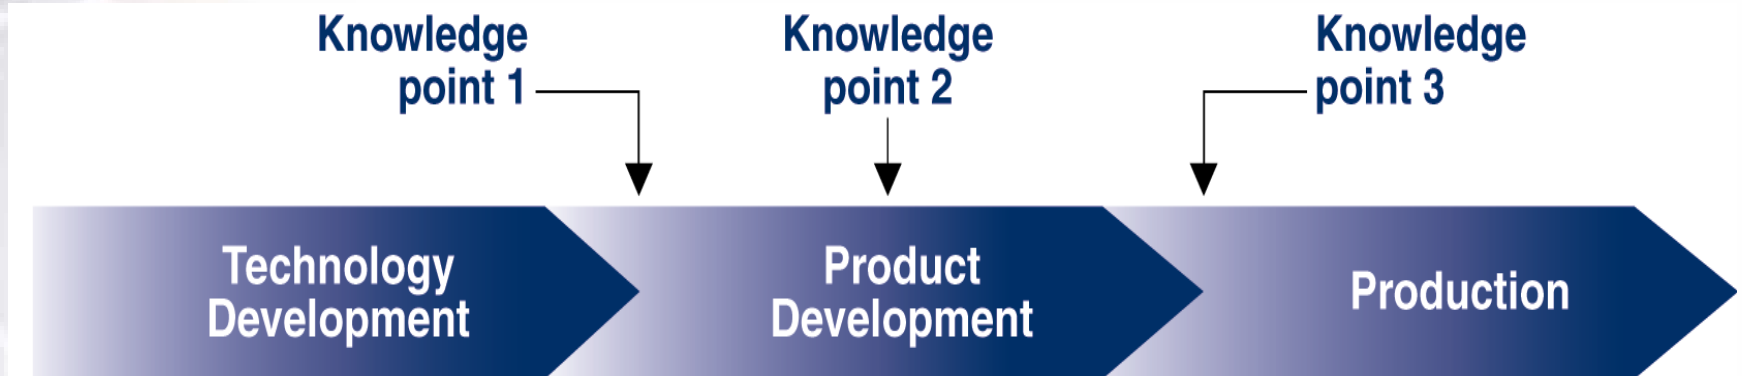 Knowledge
point 1
Knowledge
point 2
Knowledge
point 3
Technology
Development
Product
Development
Production